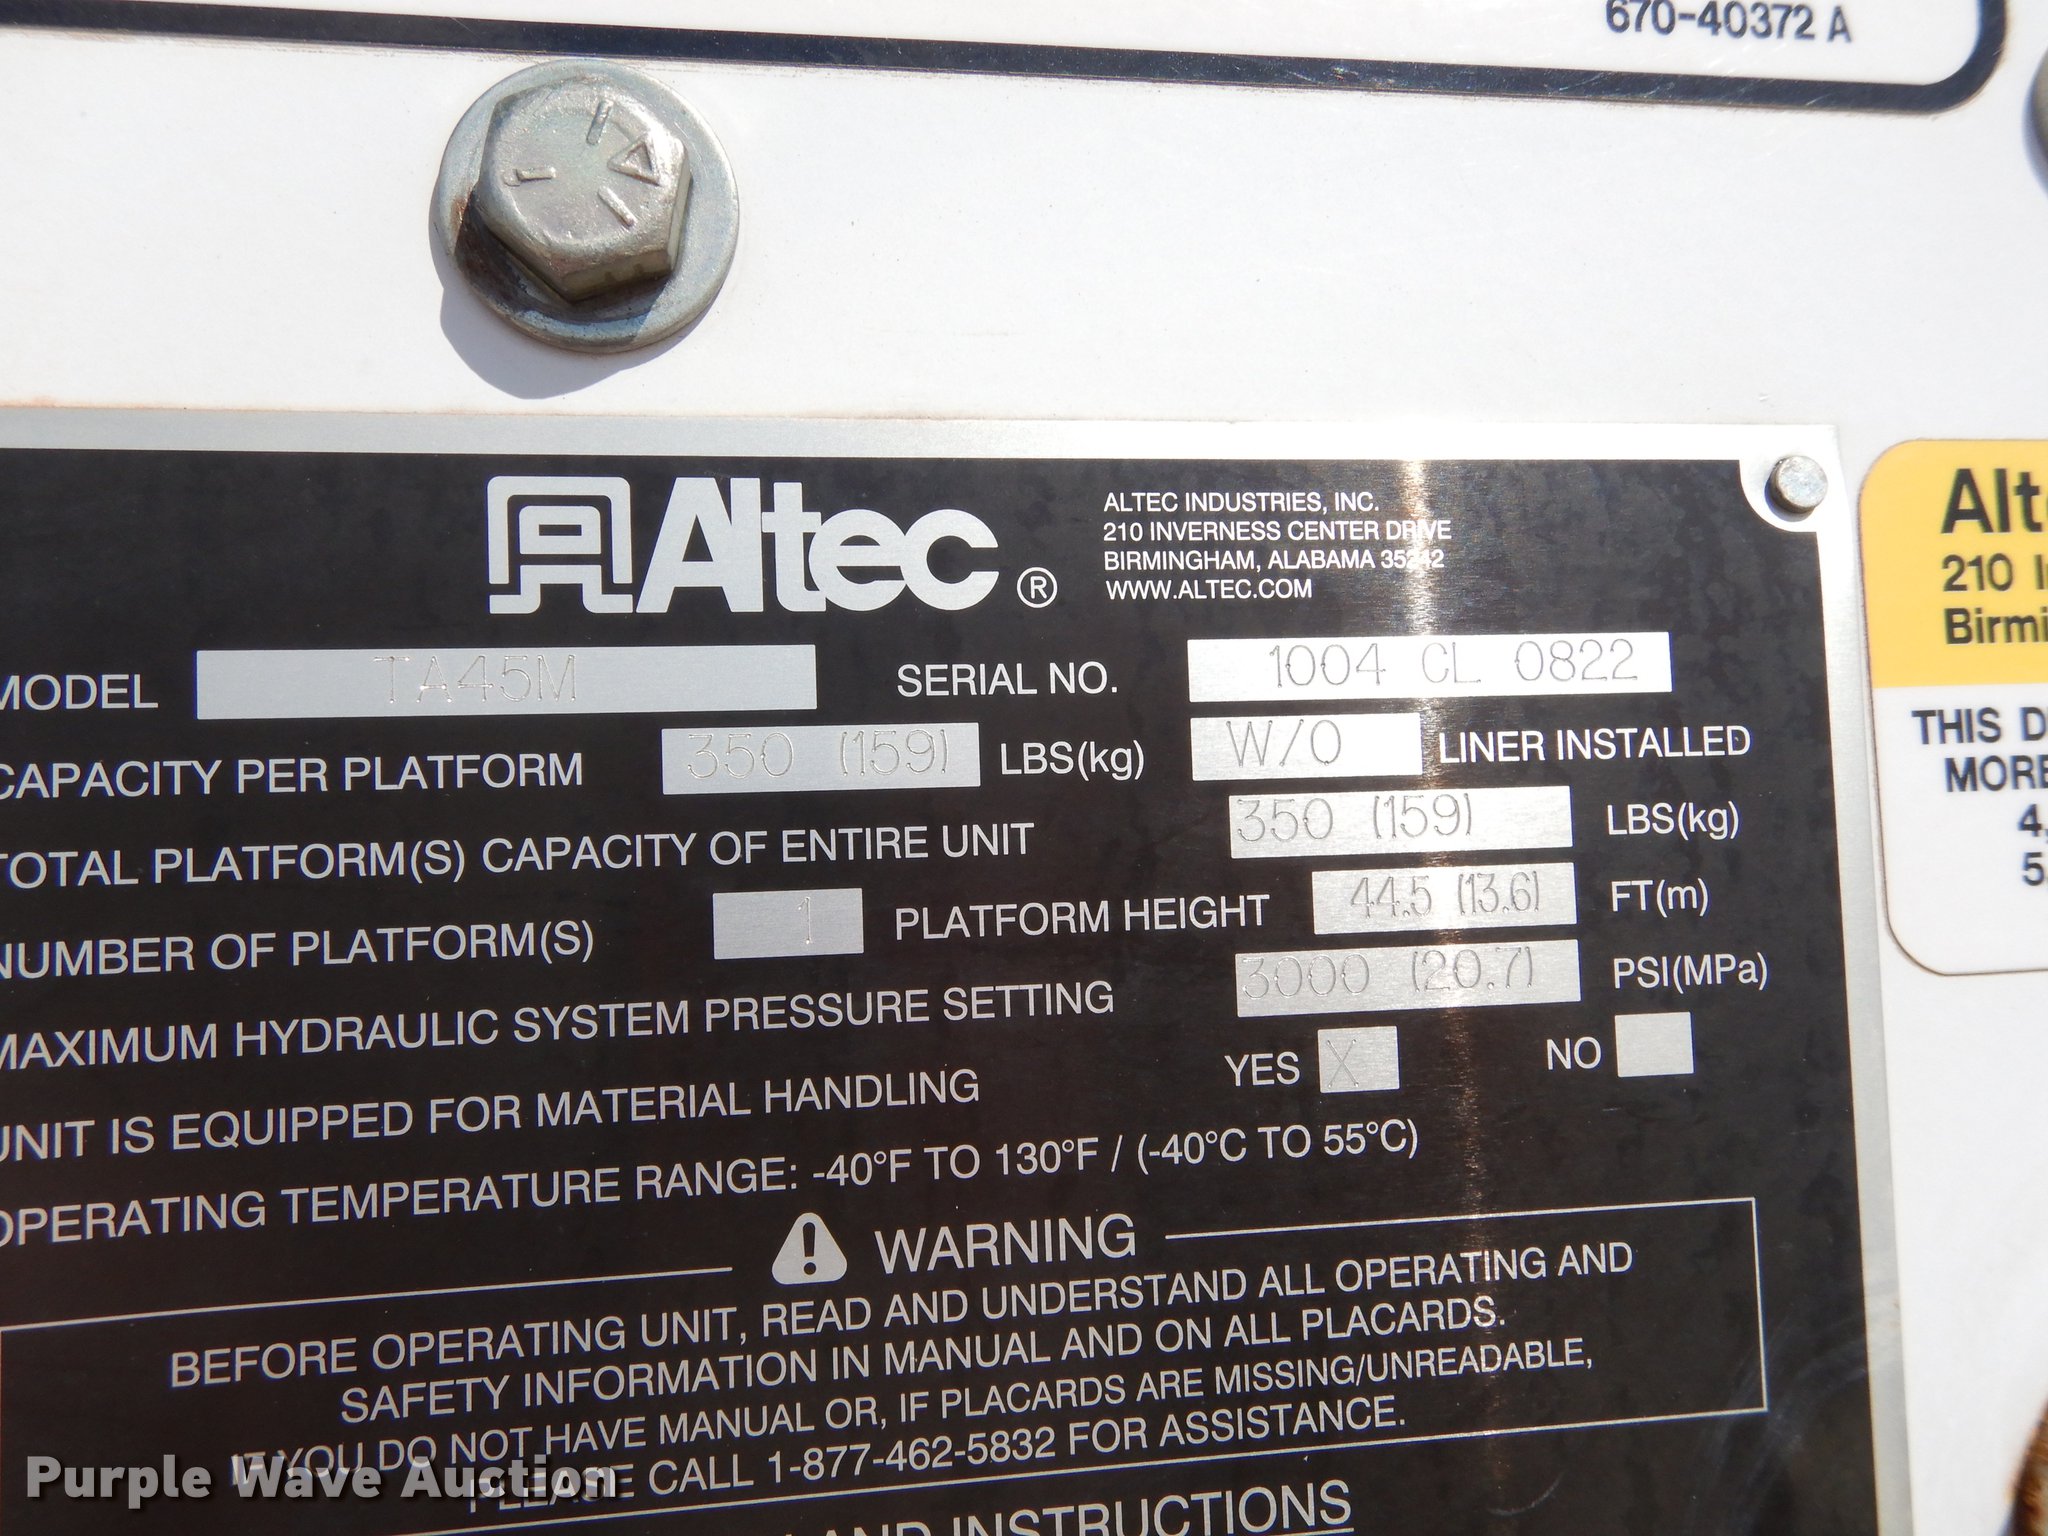 670-40372 A
Altec ®
ALTEC INDUSTRIES, INC.
210 INVERNESS CENTER DRIVE
BIRMINGHAM, ALABAMA 35242
WWW.ALTEC.COM
MODEL TA45M SERIAL NO. 1004 CL 0822
CAPACITY PER PLATFORM 350 (159) LBS(kg) W/O LINER INSTALLED
TOTAL PLATFORM(S) CAPACITY OF ENTIRE UNIT 350 (159) LBS(kg)
NUMBER OF PLATFORM(S) 1 PLATFORM HEIGHT 44.5 (13.6) FT(m)
MAXIMUM HYDRAULIC SYSTEM PRESSURE SETTING 3000 (20.7) PSI(MPa)
UNIT IS EQUIPPED FOR MATERIAL HANDLING YES X NO
OPERATING TEMPERATURE RANGE: -40°F TO 130°F / (-40°C TO 55°C)
WARNING
BEFORE OPERATING UNIT, READ AND UNDERSTAND ALL OPERATING AND
SAFETY INFORMATION IN MANUAL AND ON ALL PLACARDS.
IF YOU DO NOT HAVE MANUAL OR, IF PLACARDS ARE MISSING/UNREADABLE,
PLEASE CALL 1-877-462-5832 FOR ASSISTANCE.
AND INSTRUCTIONS
Alt
210 I
Birmi
THIS D
MORE
4,
5,
Purple Wave Auction